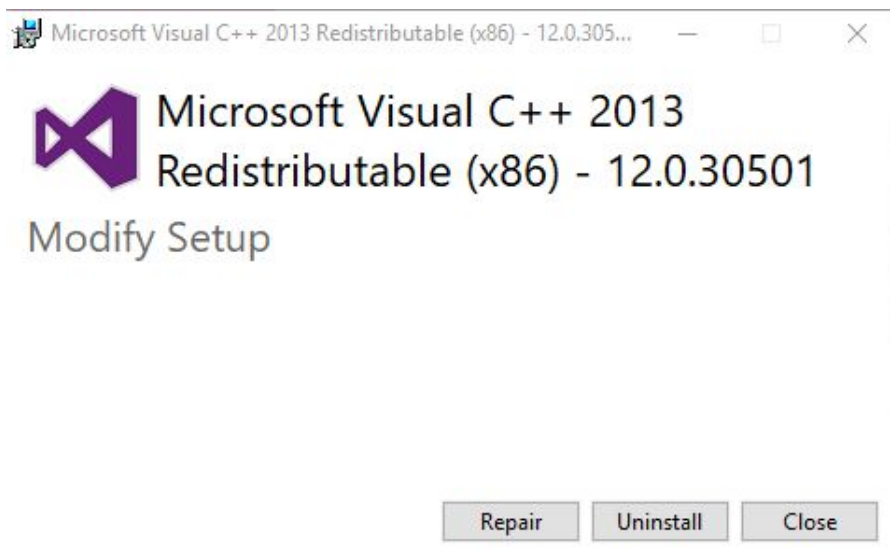 Microsoft Visual C++ 2013 Redistributable (x86) - 12.0.305...
Microsoft Visual C++ 2013
Redistributable (x86) - 12.0.30501
Modify Setup
Repair Uninstall Close